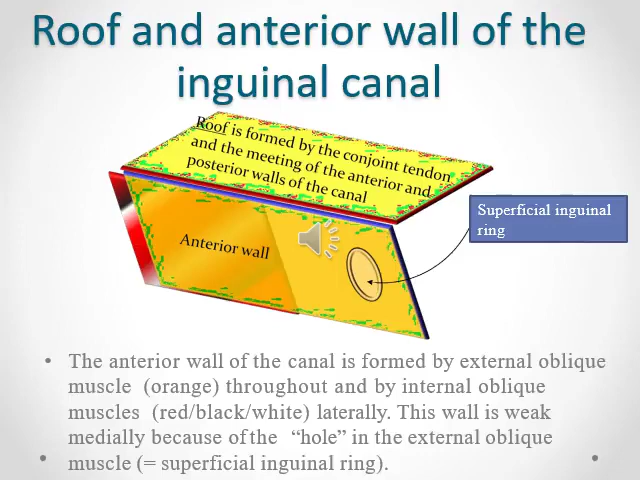 Roof and anterior wall of the
inguinal canal
Roof is formed by the conjoint tendon
and the meeting of the anterior and
posterior walls of the canal
Superficial inguinal
ring
Anterior wall
• The anterior wall of the canal is formed by external oblique
muscle (orange) throughout and by internal oblique
muscles (red/black/white) laterally. This wall is weak
medially because of the “hole” in the external oblique
muscle (= superficial inguinal ring).